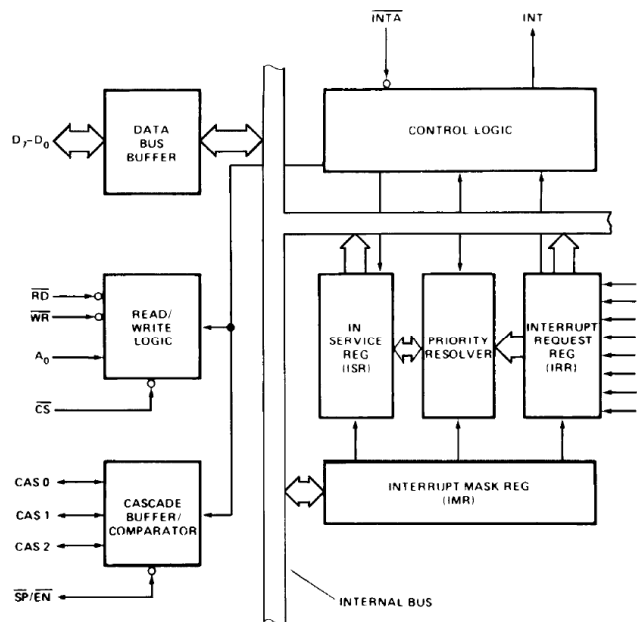 INTA
INT
DATA
BUS
BUFFER
D7-D0
CONTROL LOGIC
RD
WR
A0
CS
READ/
WRITE
LOGIC
IN
SERVICE
REG
(ISR)
PRIORITY
RESOLVER
INTERRUPT
REQUEST
REG
(IRR)
CAS 0
CAS 1
CAS 2
SP/EN
CASCADE
BUFFER/
COMPARATOR
INTERRUPT MASK REG
(IMR)
INTERNAL BUS